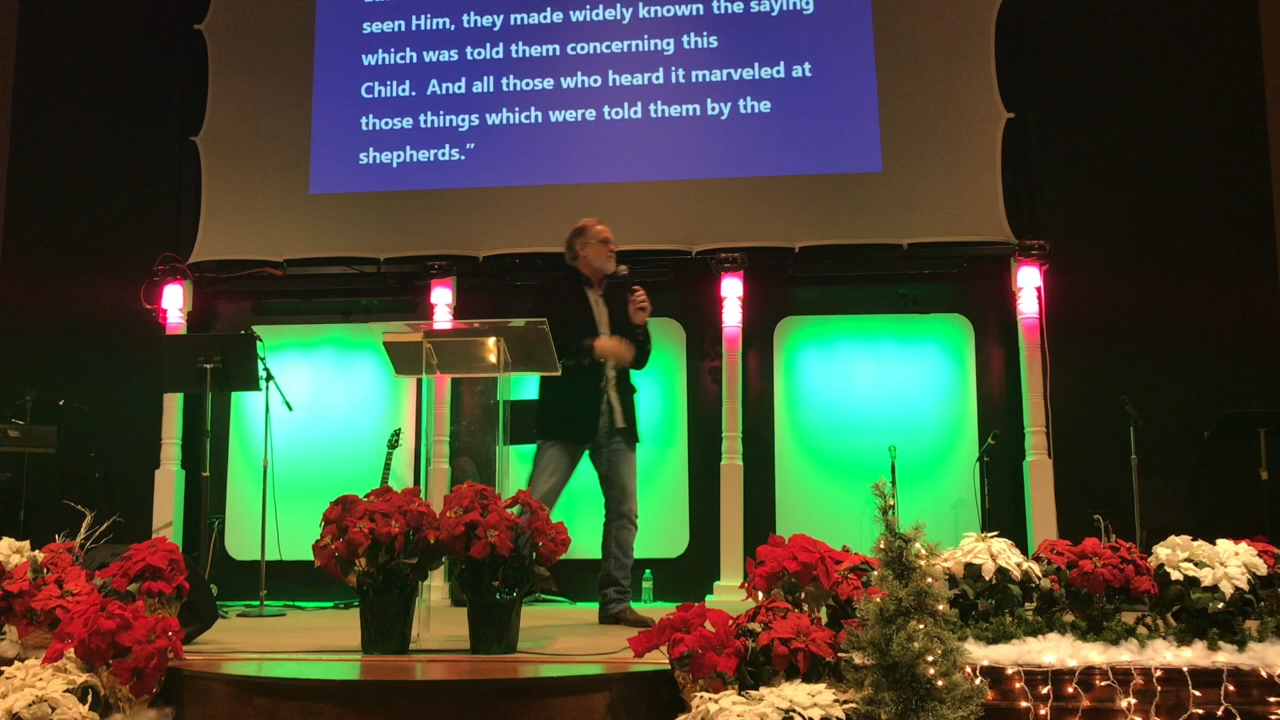 seen Him, they made widely known the saying
which was told them concerning this
Child.  And all those who heard it marveled at
those things which were told them by the
shepherds.”